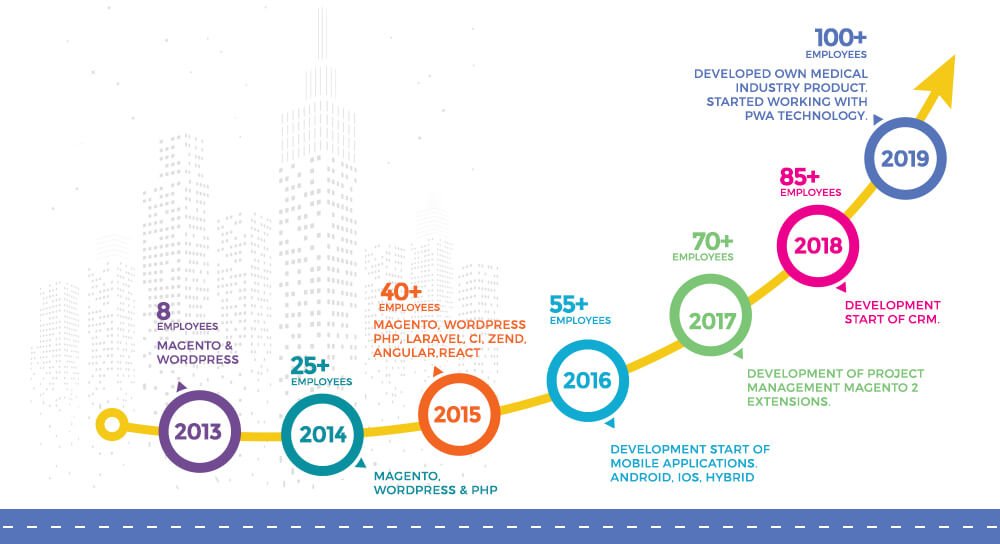 8
EMPLOYEES
MAGENTO &
WORDPRESS
2013
25+
EMPLOYEES
2014
MAGENTO,
WORDPRESS & PHP
40+
EMPLOYEES
MAGENTO, WORDPRESS
PHP, LARAVEL, CI, ZEND,
ANGULAR,REACT
2015
55+
EMPLOYEES
2016
DEVELOPMENT START OF
MOBILE APPLICATIONS.
ANDROID, IOS, HYBRID
70+
EMPLOYEES
2017
DEVELOPMENT OF PROJECT
MANAGEMENT MAGENTO 2
EXTENSIONS.
85+
EMPLOYEES
2018
DEVELOPMENT
START OF CRM.
100+
EMPLOYEES
DEVELOPED OWN MEDICAL
INDUSTRY PRODUCT.
STARTED WORKING WITH
PWA TECHNOLOGY.
2019